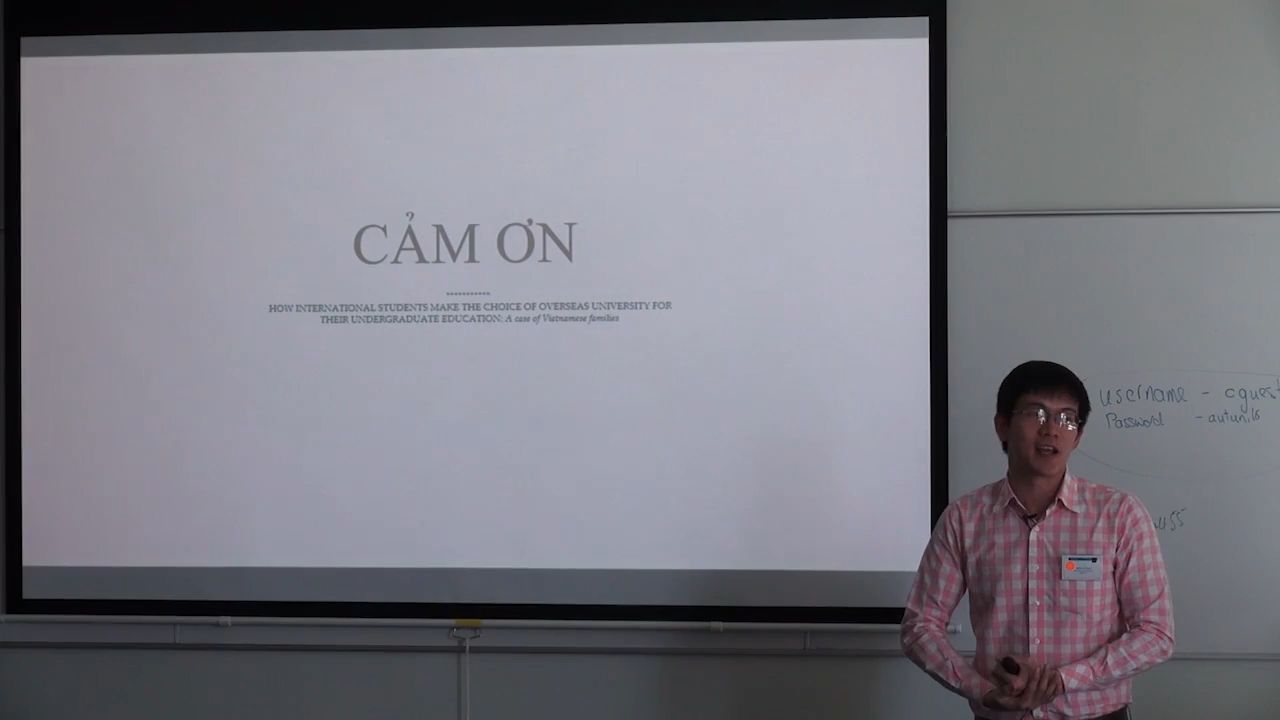 CẢM ƠN
HOW INTERNATIONAL STUDENTS MAKE THE CHOICE OF OVERSEAS UNIVERSITY FOR
THEIR UNDERGRADUATE EDUCATION: A case of Vietnamese families
username - cguest
Password - autuni16